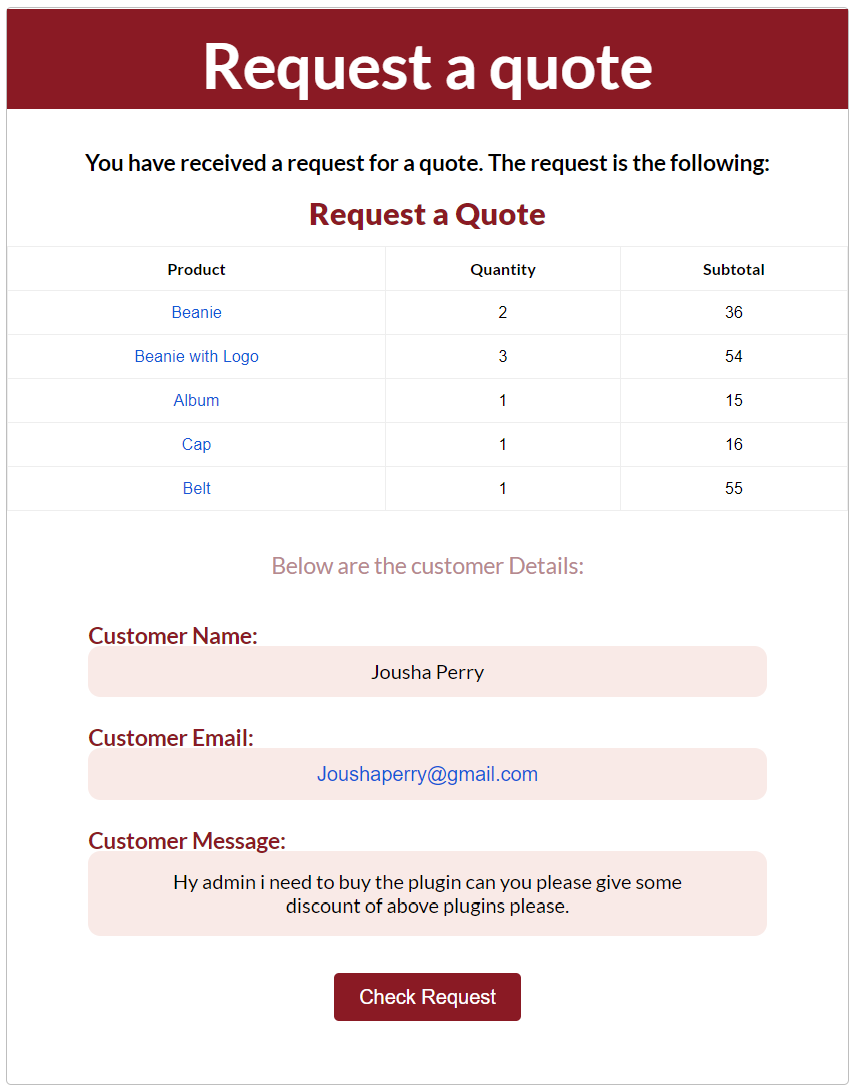 Request a quote
You have received a request for a quote. The request is the following:
Request a Quote
Product Quantity Subtotal
Beanie 2 36
Beanie with Logo 3 54
Album 1 15
Cap 1 16
Belt 1 55
Below are the customer Details:
Customer Name:
Jousha Perry
Customer Email:
Joushaperry@gmail.com
Customer Message:
Hy admin i need to buy the plugin can you please give some
discount of above plugins please.
Check Request